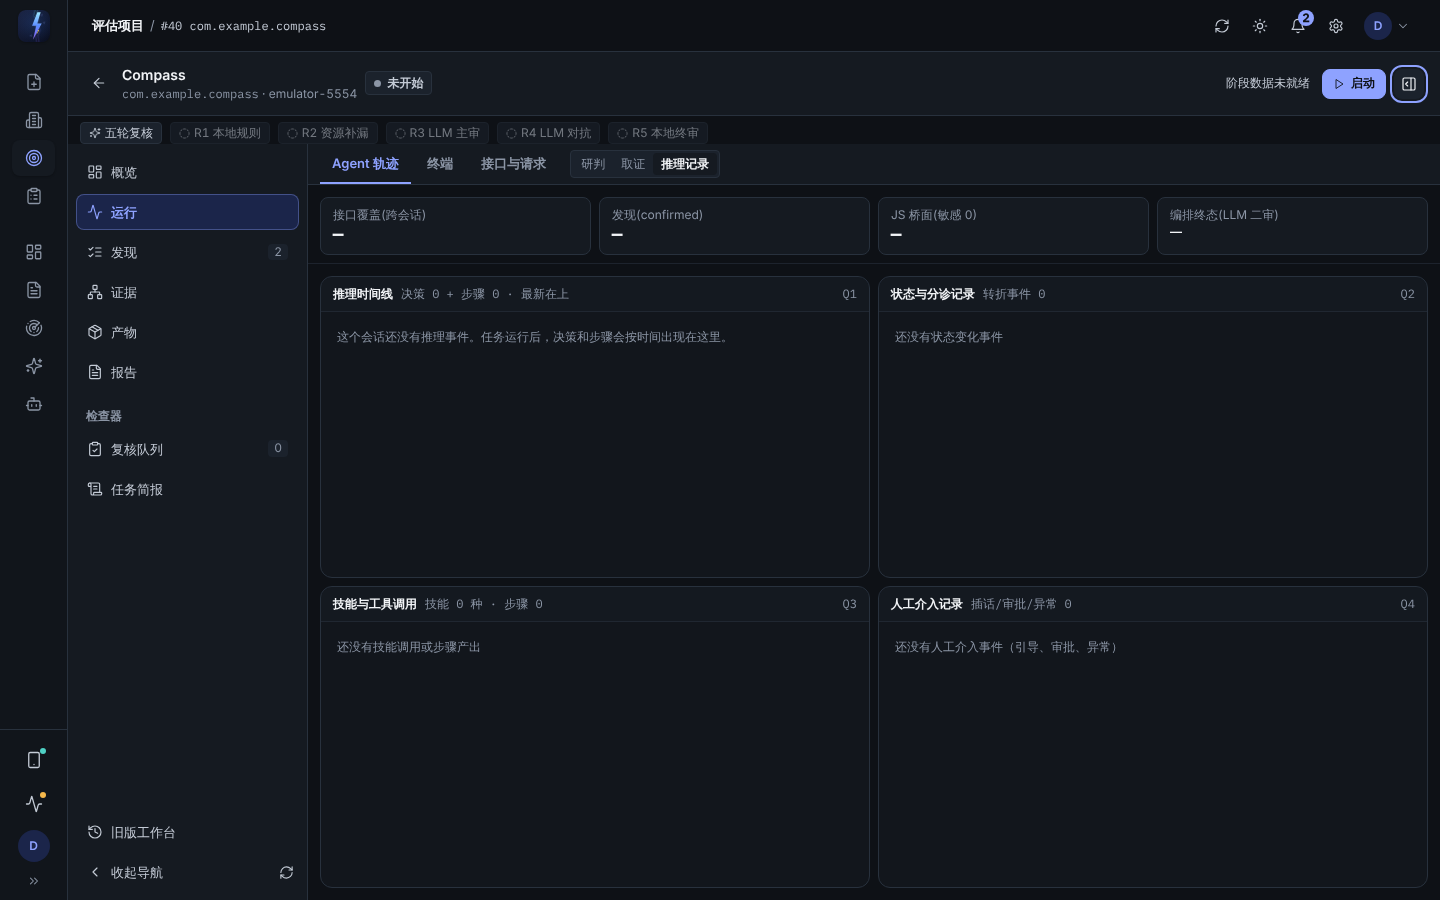 评估项目 / #40 com.example.compass
2
D
Compass
com.example.compass · emulator-5554
未开始
阶段数据未就绪
启动
五轮复核
R1 本地规则
R2 资源补漏
R3 LLM 主审
R4 LLM 对抗
R5 本地终审
概览
运行
发现 2
证据
产物
报告
检查器
复核队列 0
任务简报
旧版工作台
收起导航
D
Agent 轨迹
终端
接口与请求
研判
取证
推理记录
接口覆盖(跨会话)
—
发现(confirmed)
—
JS 桥面(敏感 0)
—
编排终态(LLM 二审)
—
推理时间线 决策 0 + 步骤 0 · 最新在上 Q1
这个会话还没有推理事件。任务运行后，决策和步骤会按时间出现在这里。
状态与分诊记录 转折事件 0 Q2
还没有状态变化事件
技能与工具调用 技能 0 种 · 步骤 0 Q3
还没有技能调用或步骤产出
人工介入记录 插话/审批/异常 0 Q4
还没有人工介入事件（引导、审批、异常）